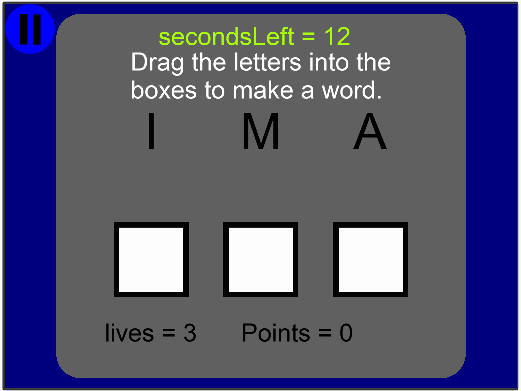 secondsLeft = 12
Drag the letters into the
boxes to make a word.
I M A
lives = 3 Points = 0